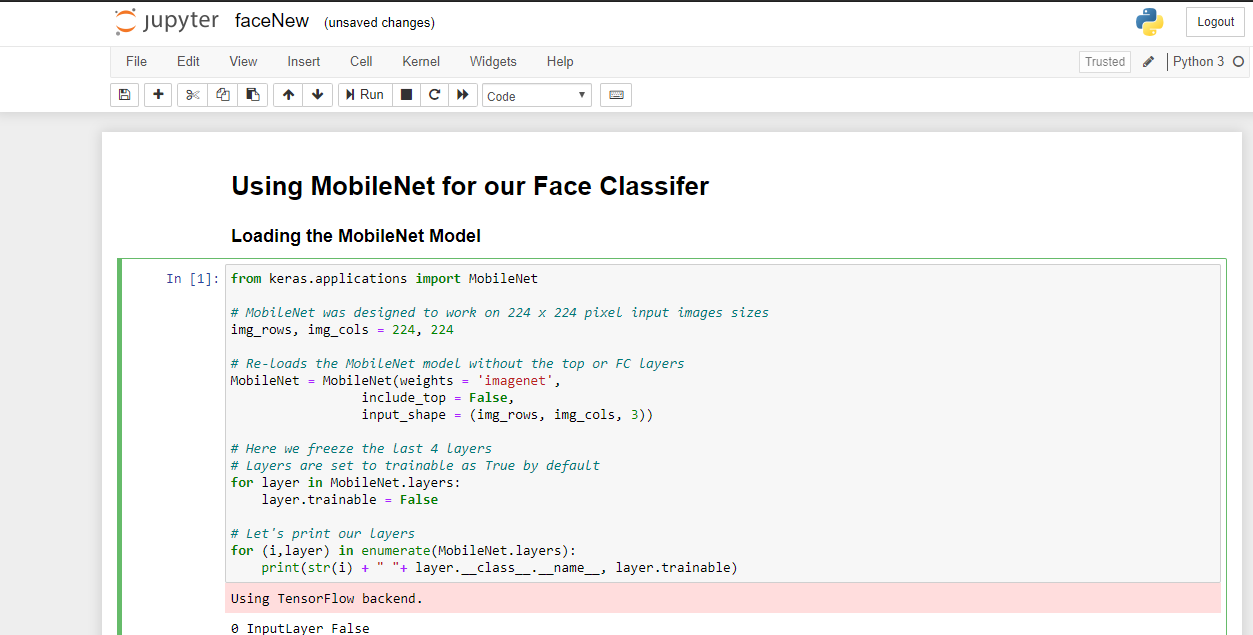 jupyter faceNew (unsaved changes) Logout
File Edit View Insert Cell Kernel Widgets Help Trusted Python 3
Run Code
Using MobileNet for our Face Classifer
Loading the MobileNet Model
In [1]: from keras.applications import MobileNet
# MobileNet was designed to work on 224 x 224 pixel input images sizes
img_rows, img_cols = 224, 224
# Re-loads the MobileNet model without the top or FC layers
MobileNet = MobileNet(weights = 'imagenet',
include_top = False,
input_shape = (img_rows, img_cols, 3))
# Here we freeze the last 4 layers
# Layers are set to trainable as True by default
for layer in MobileNet.layers:
layer.trainable = False
# Let's print our layers
for (i,layer) in enumerate(MobileNet.layers):
print(str(i) + " "+ layer.__class__.__name__, layer.trainable)
Using TensorFlow backend.
0 InputLayer False